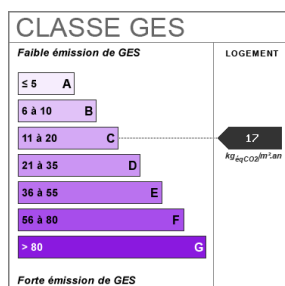 CLASSE GES
Faible émission de GES
LOGEMENT
≤ 5 A
6 à 10 B
11 à 20 C
17
kgéqCO2/m².an
21 à 35 D
36 à 55 E
56 à 80 F
> 80 G
Forte émission de GES